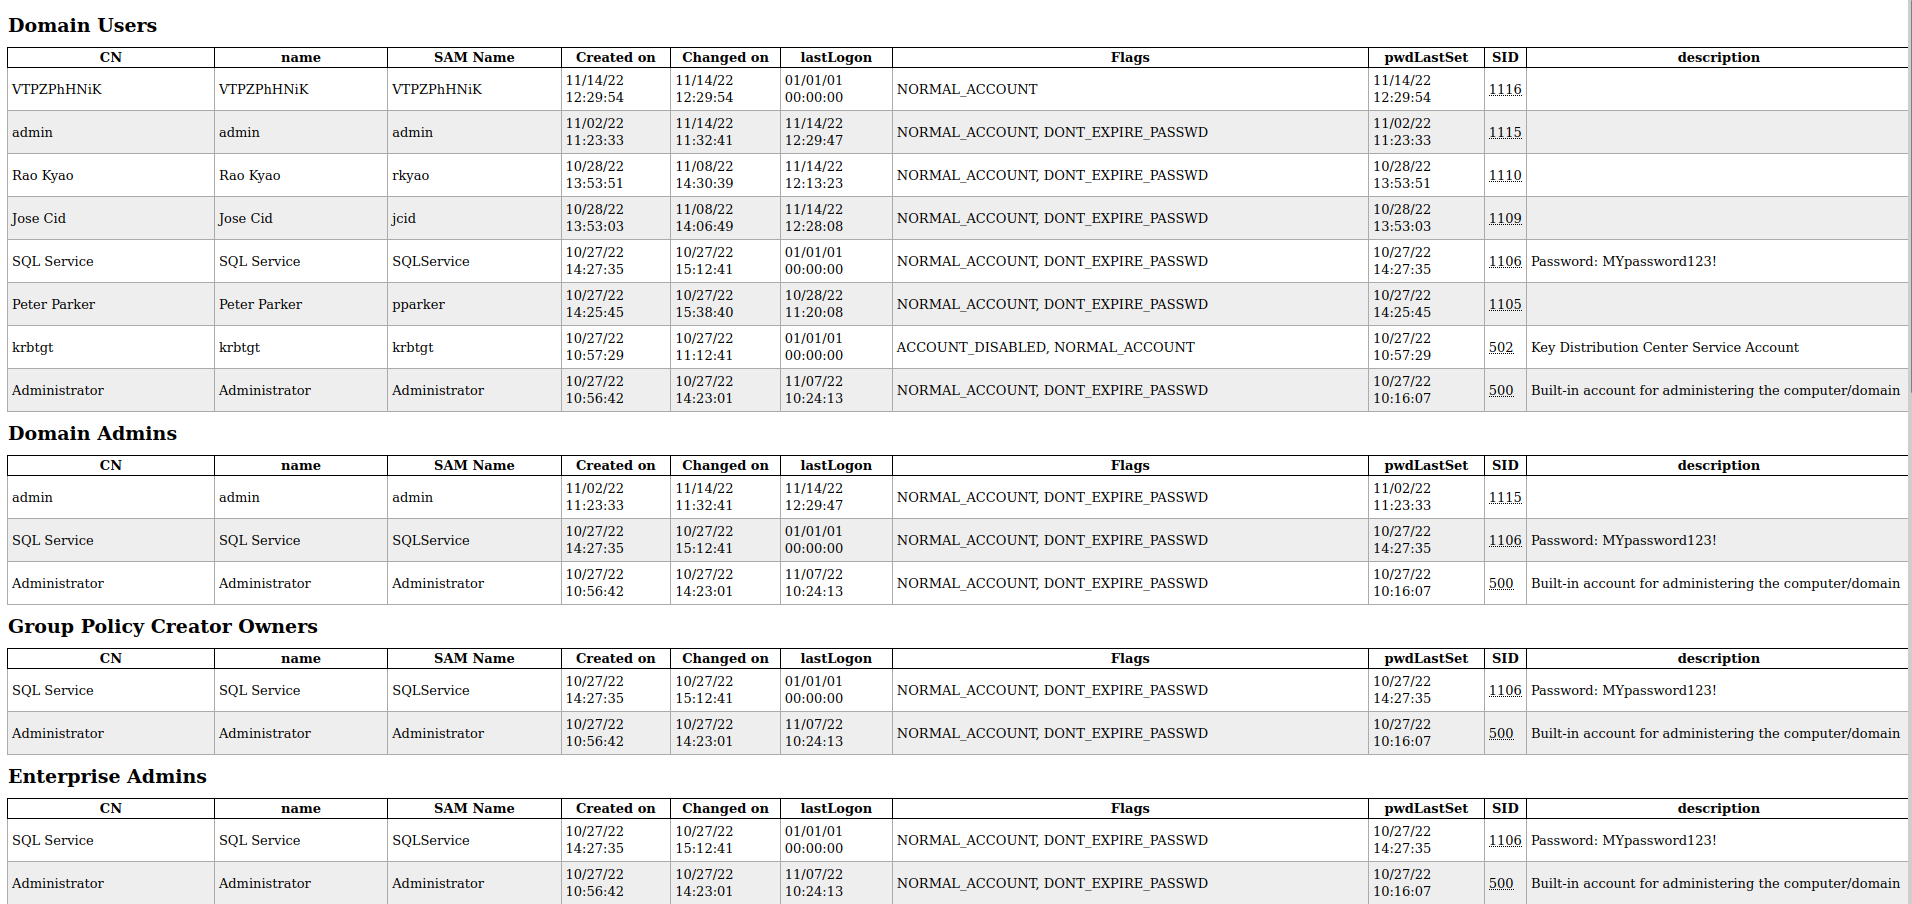 Domain Users
CN name SAM Name Created on Changed on lastLogon Flags pwdLastSet SID description
VTPZPhHNiK VTPZPhHNiK VTPZPhHNiK 11/14/22 12:29:54 11/14/22 12:29:54 01/01/01 00:00:00 NORMAL_ACCOUNT 11/14/22 12:29:54 1116
admin admin admin 11/02/22 11:23:33 11/14/22 11:32:41 11/14/22 12:29:47 NORMAL_ACCOUNT, DONT_EXPIRE_PASSWD 11/02/22 11:23:33 1115
Rao Kyao Rao Kyao rkyao 10/28/22 13:53:51 11/08/22 14:30:39 11/14/22 12:13:23 NORMAL_ACCOUNT, DONT_EXPIRE_PASSWD 10/28/22 13:53:51 1110
Jose Cid Jose Cid jcid 10/28/22 13:53:03 11/08/22 14:06:49 11/14/22 12:28:08 NORMAL_ACCOUNT, DONT_EXPIRE_PASSWD 10/28/22 13:53:03 1109
SQL Service SQL Service SQLService 10/27/22 14:27:35 10/27/22 15:12:41 01/01/01 00:00:00 NORMAL_ACCOUNT, DONT_EXPIRE_PASSWD 10/27/22 14:27:35 1106 Password: MYpassword123!
Peter Parker Peter Parker pparker 10/27/22 14:25:45 10/27/22 15:38:40 10/28/22 11:20:08 NORMAL_ACCOUNT, DONT_EXPIRE_PASSWD 10/27/22 14:25:45 1105
krbtgt krbtgt krbtgt 10/27/22 10:57:29 10/27/22 11:12:41 01/01/01 00:00:00 ACCOUNT_DISABLED, NORMAL_ACCOUNT 10/27/22 10:57:29 502 Key Distribution Center Service Account
Administrator Administrator Administrator 10/27/22 10:56:42 10/27/22 14:23:01 11/07/22 10:24:13 NORMAL_ACCOUNT, DONT_EXPIRE_PASSWD 10/27/22 10:16:07 500 Built-in account for administering the computer/domain
Domain Admins
CN name SAM Name Created on Changed on lastLogon Flags pwdLastSet SID description
admin admin admin 11/02/22 11:23:33 11/14/22 11:32:41 11/14/22 12:29:47 NORMAL_ACCOUNT, DONT_EXPIRE_PASSWD 11/02/22 11:23:33 1115
SQL Service SQL Service SQLService 10/27/22 14:27:35 10/27/22 15:12:41 01/01/01 00:00:00 NORMAL_ACCOUNT, DONT_EXPIRE_PASSWD 10/27/22 14:27:35 1106 Password: MYpassword123!
Administrator Administrator Administrator 10/27/22 10:56:42 10/27/22 14:23:01 11/07/22 10:24:13 NORMAL_ACCOUNT, DONT_EXPIRE_PASSWD 10/27/22 10:16:07 500 Built-in account for administering the computer/domain
Group Policy Creator Owners
CN name SAM Name Created on Changed on lastLogon Flags pwdLastSet SID description
SQL Service SQL Service SQLService 10/27/22 14:27:35 10/27/22 15:12:41 01/01/01 00:00:00 NORMAL_ACCOUNT, DONT_EXPIRE_PASSWD 10/27/22 14:27:35 1106 Password: MYpassword123!
Administrator Administrator Administrator 10/27/22 10:56:42 10/27/22 14:23:01 11/07/22 10:24:13 NORMAL_ACCOUNT, DONT_EXPIRE_PASSWD 10/27/22 10:16:07 500 Built-in account for administering the computer/domain
Enterprise Admins
CN name SAM Name Created on Changed on lastLogon Flags pwdLastSet SID description
SQL Service SQL Service SQLService 10/27/22 14:27:35 10/27/22 15:12:41 01/01/01 00:00:00 NORMAL_ACCOUNT, DONT_EXPIRE_PASSWD 10/27/22 14:27:35 1106 Password: MYpassword123!
Administrator Administrator Administrator 10/27/22 10:56:42 10/27/22 14:23:01 11/07/22 10:24:13 NORMAL_ACCOUNT, DONT_EXPIRE_PASSWD 10/27/22 10:16:07 500 Built-in account for administering the computer/domain